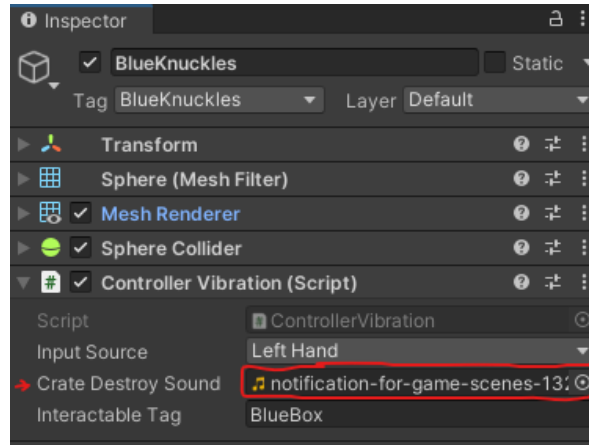 Inspector
BlueKnuckles Static
Tag BlueKnuckles Layer Default
Transform
Sphere (Mesh Filter)
Mesh Renderer
Sphere Collider
# Controller Vibration (Script)
Script ControllerVibration
Input Source Left Hand
Crate Destroy Sound notification-for-game-scenes-132
Interactable Tag BlueBox